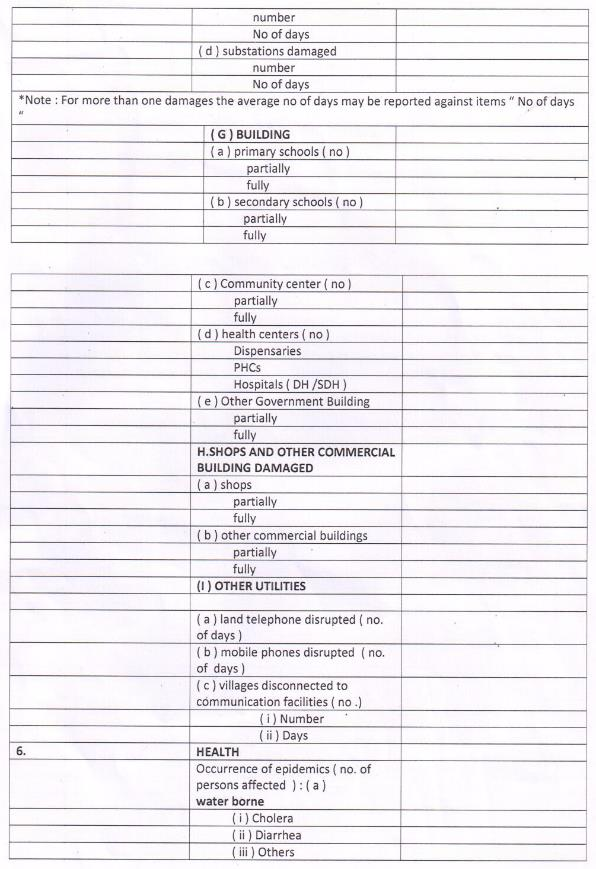 number
No of days
( d ) substations damaged
number
No of days
*Note : For more than one damages the average no of days may be reported against items “ No of days
“
( G ) BUILDING
( a ) primary schools ( no )
partially
fully
( b ) secondary schools ( no )
partially
fully
( c ) Community center ( no )
partially
fully
( d ) health centers ( no )
Dispensaries
PHCs
Hospitals ( DH /SDH )
( e ) Other Government Building
partially
fully
H.SHOPS AND OTHER COMMERCIAL
BUILDING DAMAGED
( a ) shops
partially
fully
( b ) other commercial buildings
partially
fully
(I ) OTHER UTILITIES
( a ) land telephone disrupted ( no.
of days )
( b ) mobile phones disrupted ( no.
of days )
( c ) villages disconnected to
communication facilities ( no .)
( i ) Number
( ii ) Days
6. HEALTH
Occurrence of epidemics ( no. of
persons affected ) : ( a )
water borne
( i ) Cholera
( ii ) Diarrhea
( iii ) Others